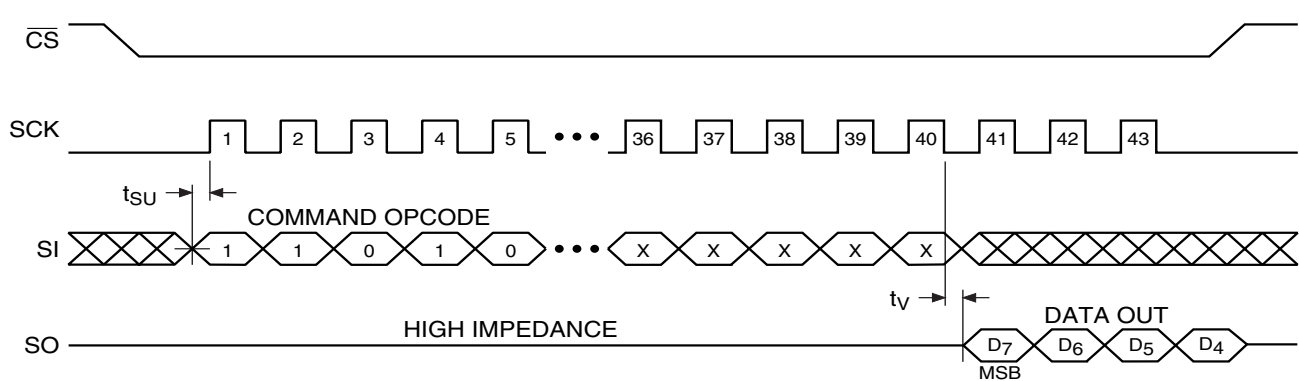 CS
SCK
1 2 3 4 5 ••• 36 37 38 39 40 41 42 43
tSU
COMMAND OPCODE
SI
1 1 0 1 0 ••• X X X X X
tV
HIGH IMPEDANCE
DATA OUT
SO
D7 D6 D5 D4
MSB